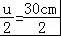 u/2 = 30cm/2